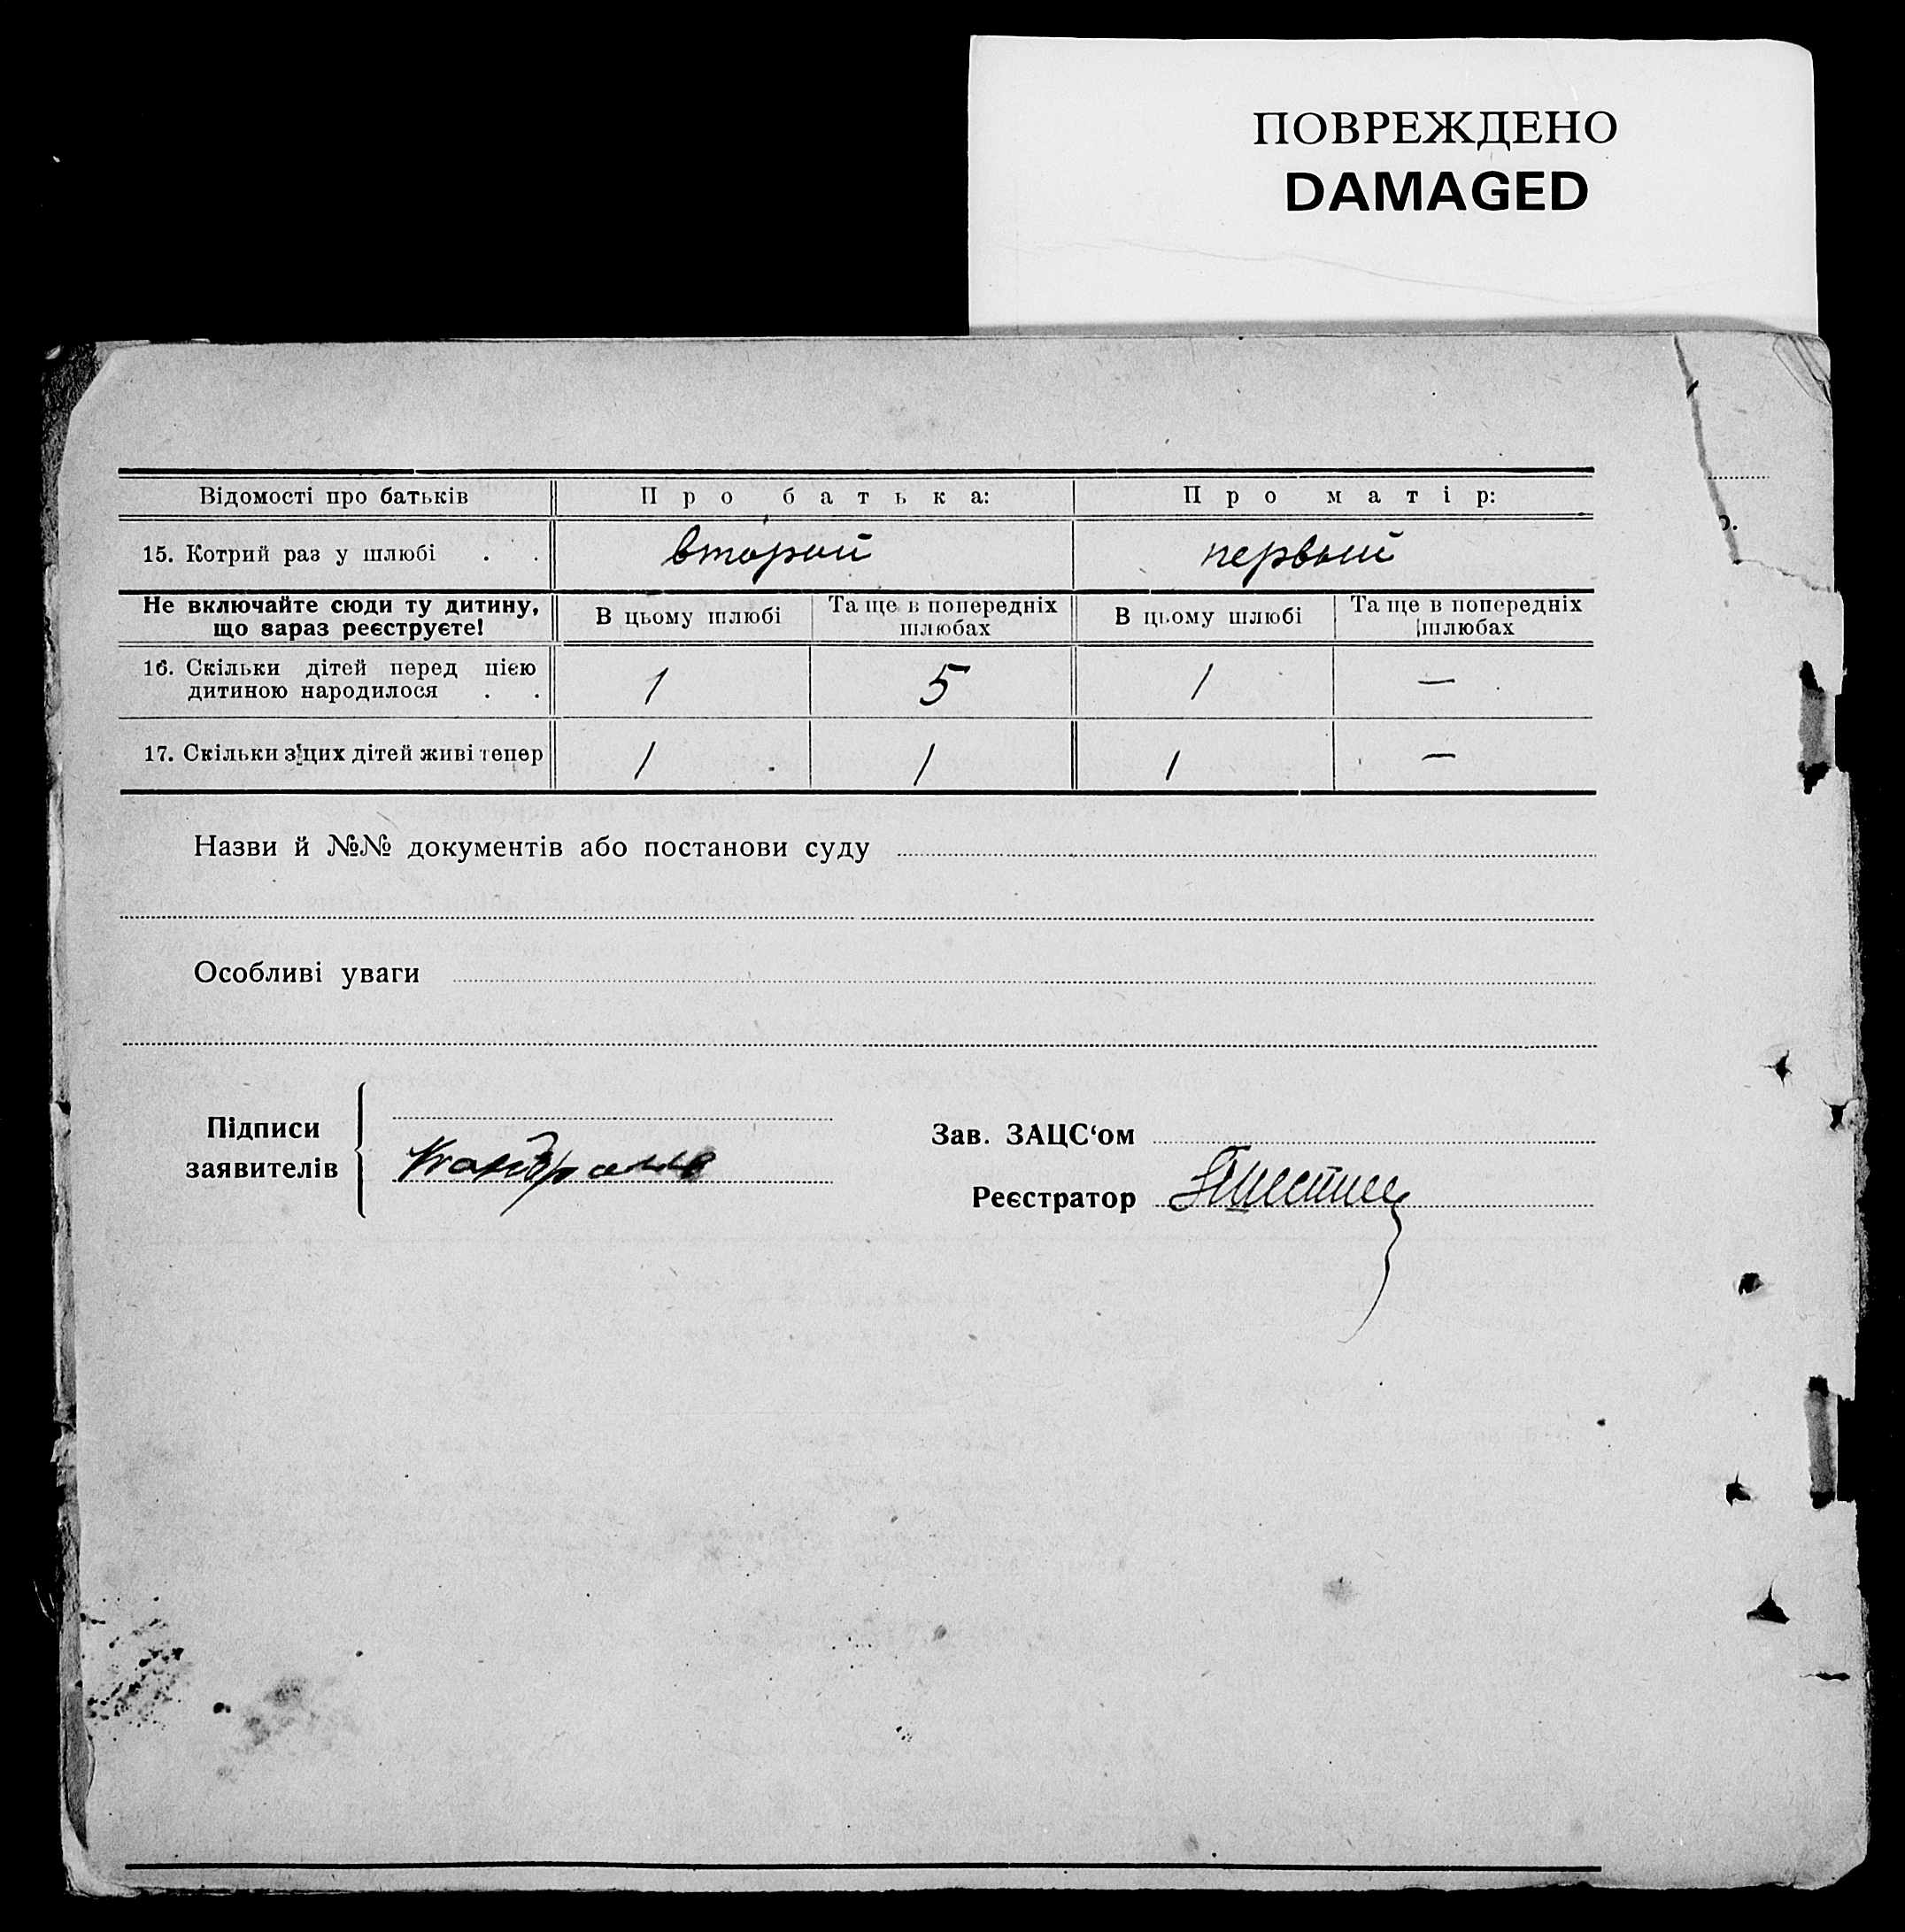 ПОВРЕЖДЕНО
DAMAGED
Відомості про батьків Про батька: Про матір:
15. Котрий раз у шлюбі . . второй первый
Не включайте сюди ту дитину, що зараз реєструєте! В цьому шлюбі Та ще в попередніх шлюбах В цьому шлюбі Та ще в попередніх шлюбах
16. Скільки дітей перед цією
дитиною народилося . . 1 5 1 —
17. Скільки з цих дітей живі тепер 1 1 1 —
Назви й №№ документів або постанови суду
Особливі уваги
Підписи
заявителів
Зав. ЗАЦС‘ом
Реєстратор